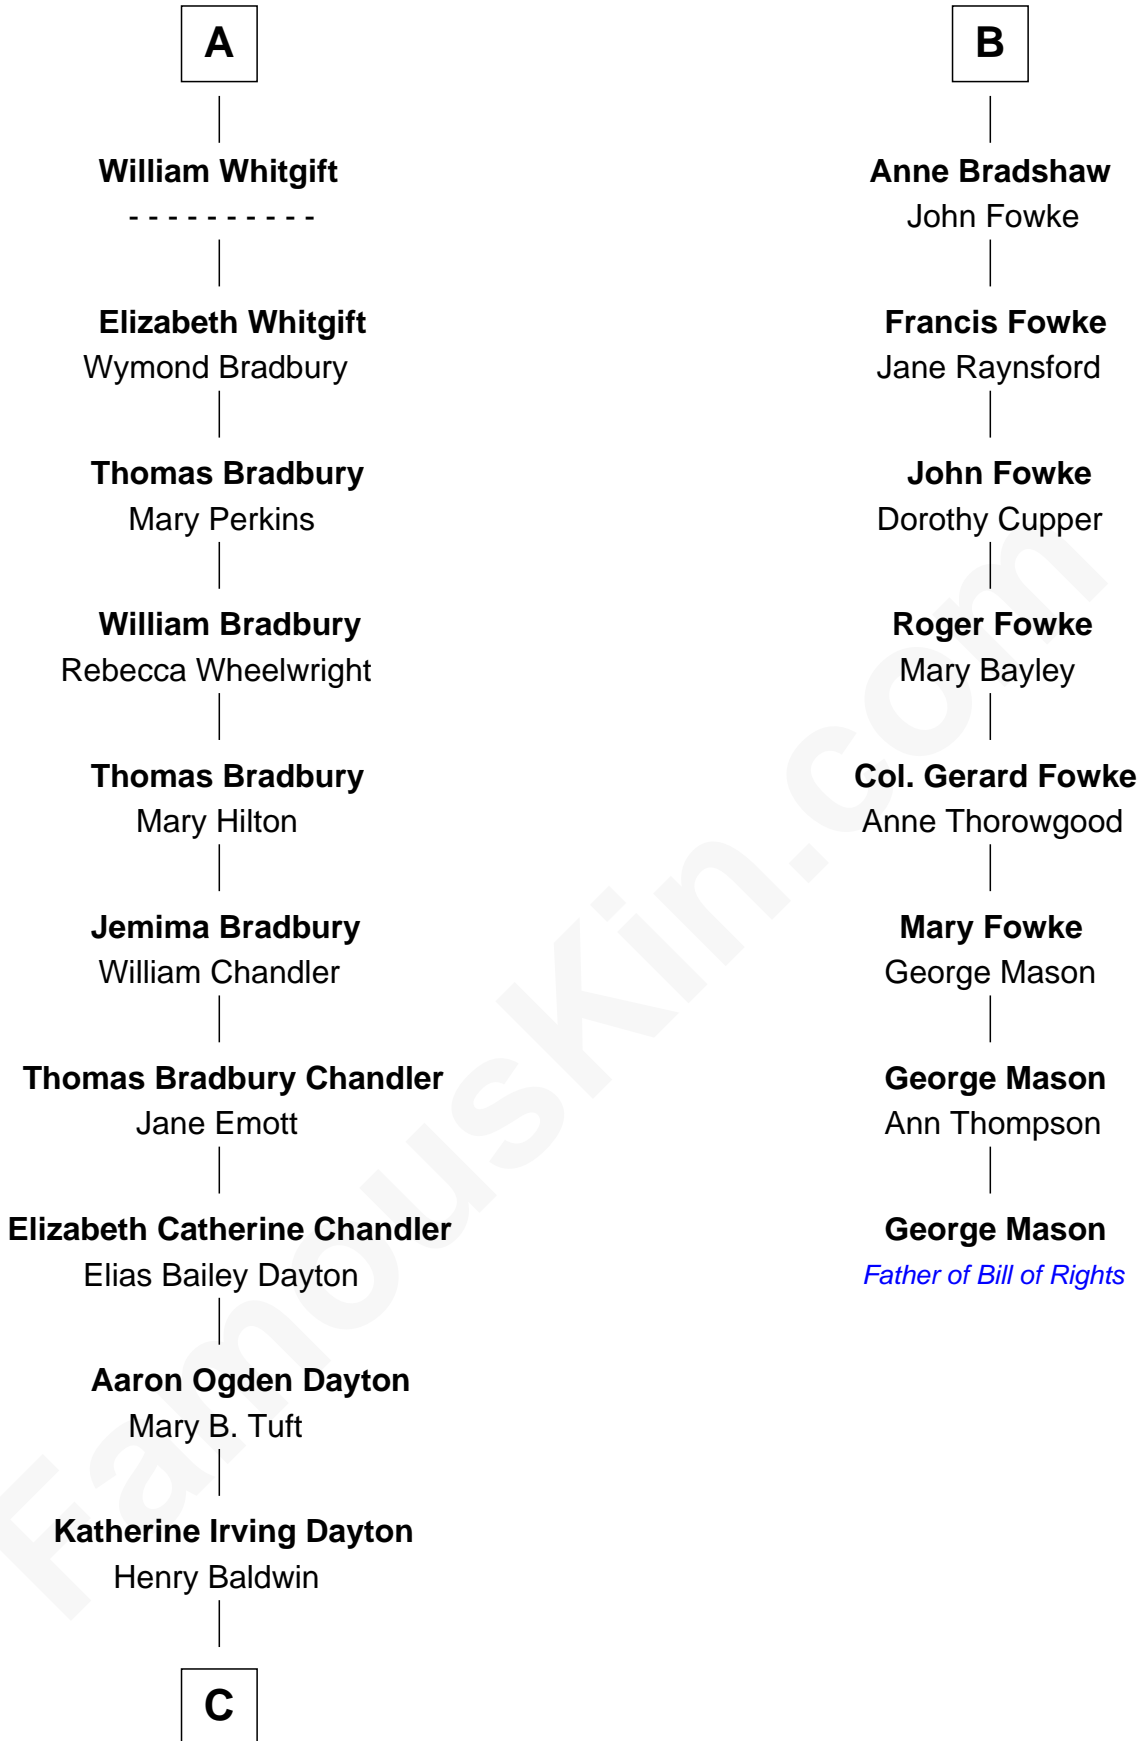 A
William Whitgift
- - - - - - - - - -
Elizabeth Whitgift
Wymond Bradbury
Thomas Bradbury
Mary Perkins
William Bradbury
Rebecca Wheelwright
Thomas Bradbury
Mary Hilton
Jemima Bradbury
William Chandler
Thomas Bradbury Chandler
Jane Emott
Elizabeth Catherine Chandler
Elias Bailey Dayton
Aaron Ogden Dayton
Mary B. Tuft
Katherine Irving Dayton
Henry Baldwin
C
B
Anne Bradshaw
John Fowke
Francis Fowke
Jane Raynsford
John Fowke
Dorothy Cupper
Roger Fowke
Mary Bayley
Col. Gerard Fowke
Anne Thorowgood
Mary Fowke
George Mason
George Mason
Ann Thompson
George Mason
Father of Bill of Rights
FamousKin.com